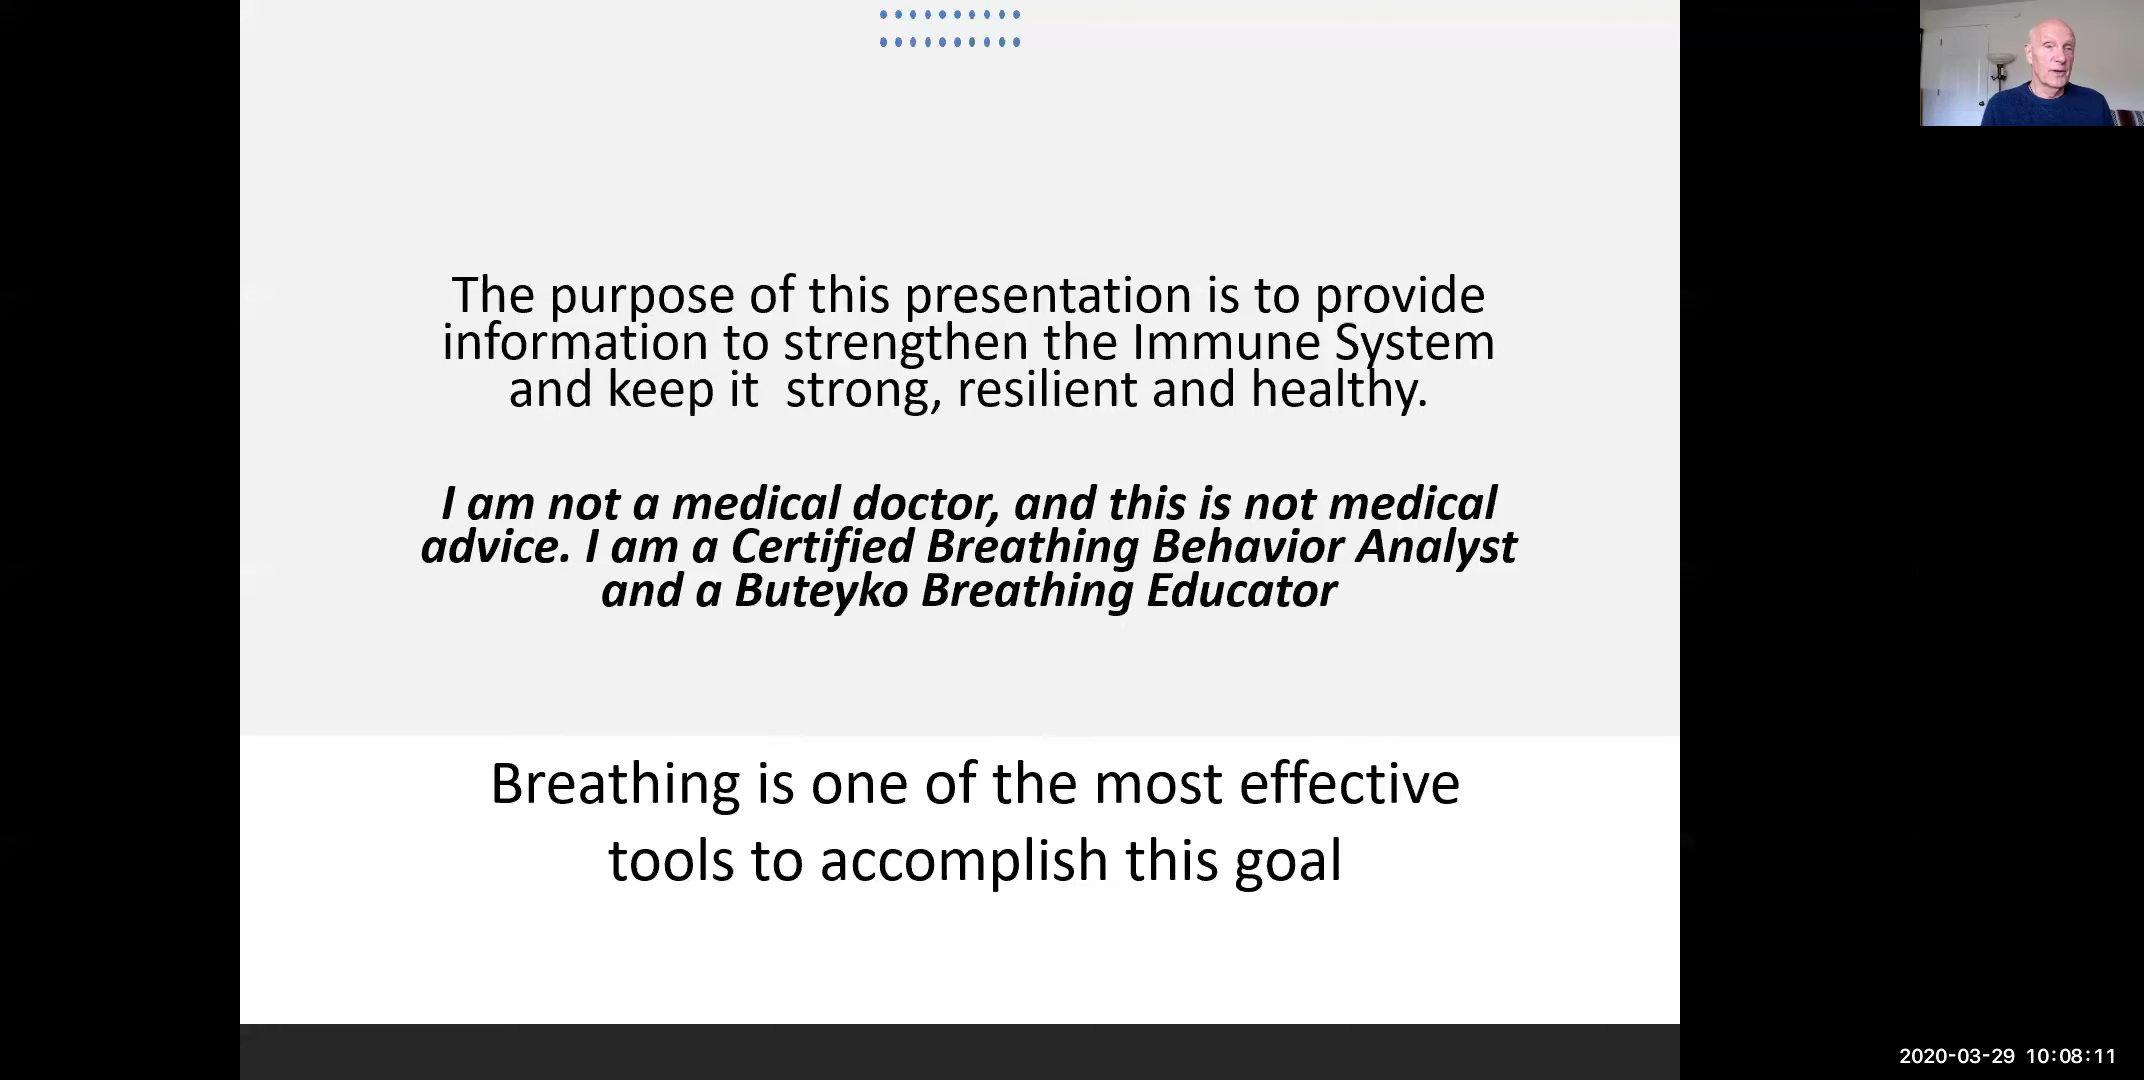 The purpose of this presentation is to provide
information to strengthen the Immune System
and keep it  strong, resilient and healthy.
I am not a medical doctor, and this is not medical
advice. I am a Certified Breathing Behavior Analyst
and a Buteyko Breathing Educator
Breathing is one of the most effective
tools to accomplish this goal
2020-03-29 10:08:11